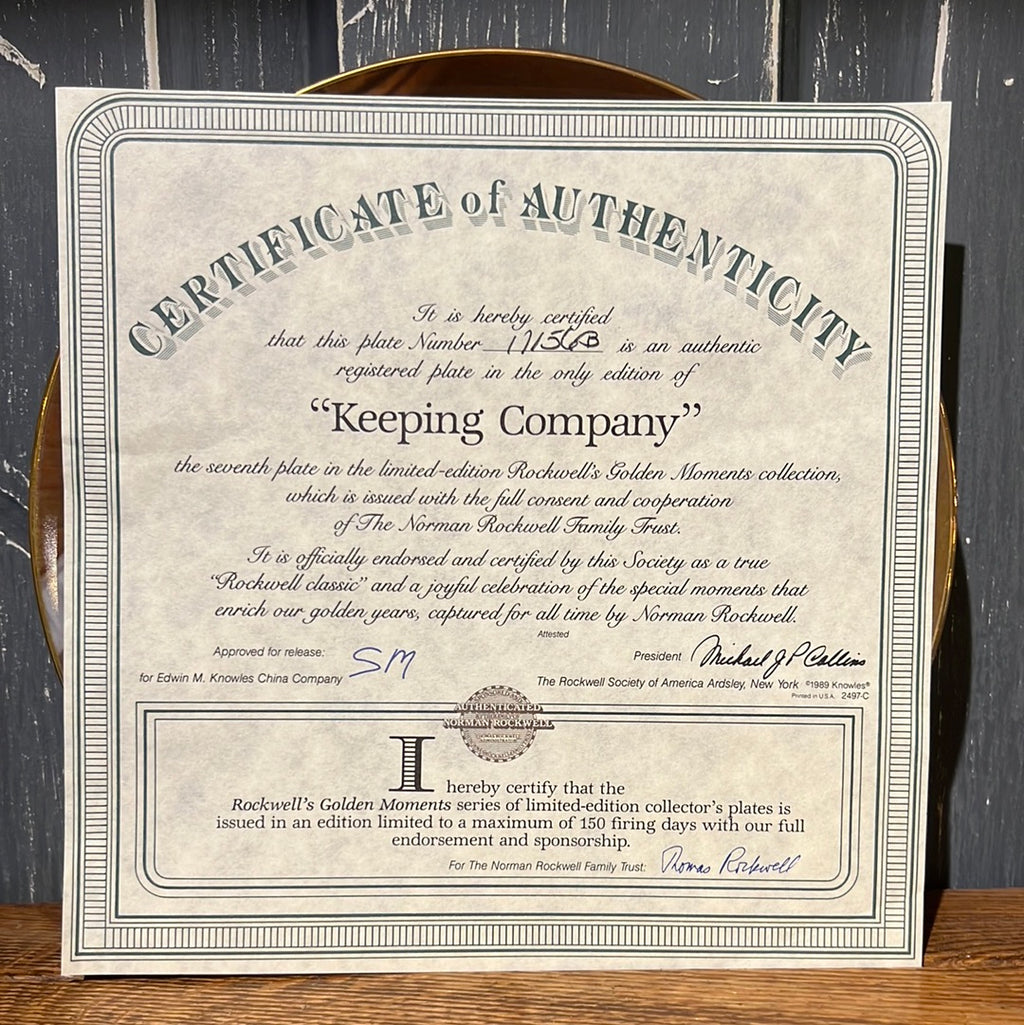 CERTIFICATE of AUTHENTICITY
It is hereby certified
that this plate Number 17156B is an authentic
registered plate in the only edition of
“Keeping Company”
the seventh plate in the limited-edition Rockwell's Golden Moments collection,
which is issued with the full consent and cooperation
of The Norman Rockwell Family Trust.
It is officially endorsed and certified by this Society as a true
“Rockwell classic” and a joyful celebration of the special moments that
enrich our golden years, captured for all time by Norman Rockwell.
Attested
Approved for release: SM
for Edwin M. Knowles China Company
President Michael J P Collins
The Rockwell Society of America Ardsley, New York ©1989 Knowles®
Printed in U.S.A. 2497-C
AUTHENTICATED
NORMAN ROCKWELL
I hereby certify that the
Rockwell's Golden Moments series of limited-edition collector's plates is
issued in an edition limited to a maximum of 150 firing days with our full
endorsement and sponsorship.
For The Norman Rockwell Family Trust: Thomas Rockwell